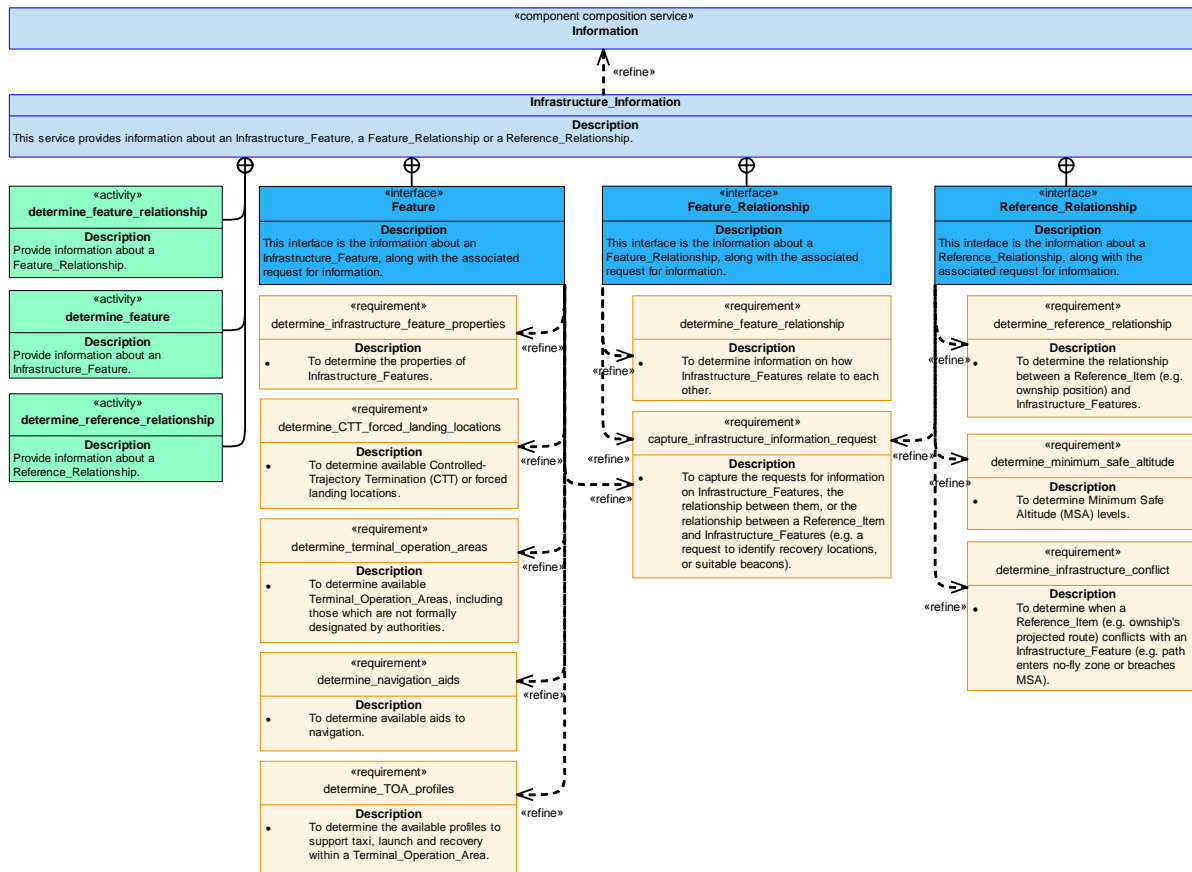 «component composition service»
Information
«refine»
Infrastructure_Information
Description
This service provides information about an Infrastructure_Feature, a Feature_Relationship or a Reference_Relationship.
«activity»
determine_feature_relationship
Description
Provide information about a
Feature_Relationship.
«activity»
determine_feature
Description
Provide information about an
Infrastructure_Feature.
«activity»
determine_reference_relationship
Description
Provide information about a
Reference_Relationship.
«interface»
Feature
Description
This interface is the information about an
Infrastructure_Feature, along with the associated
request for information.
«requirement»
determine_infrastructure_feature_properties
Description
• To determine the properties of
Infrastructure_Features.
«refine»
«requirement»
determine_CTT_forced_landing_locations
Description
• To determine available Controlled-
Trajectory Termination (CTT) or forced
landing locations.
«refine»
«requirement»
determine_terminal_operation_areas
Description
• To determine available
Terminal_Operation_Areas, including
those which are not formally
designated by authorities.
«refine»
«requirement»
determine_navigation_aids
Description
• To determine available aids to
navigation.
«refine»
«requirement»
determine_TOA_profiles
Description
• To determine the available profiles to
support taxi, launch and recovery
within a Terminal_Operation_Area.
«refine»
«interface»
Feature_Relationship
Description
This interface is the information about a
Feature_Relationship, along with the associated
request for information.
«requirement»
determine_feature_relationship
Description
• To determine information on how
Infrastructure_Features relate to each
other.
«refine»
«requirement»
capture_infrastructure_information_request
Description
• To capture the requests for information
on Infrastructure_Features, the
relationship between them, or the
relationship between a Reference_Item
and Infrastructure_Features (e.g. a
request to identify recovery locations,
or suitable beacons).
«refine»
«refine»
«refine»
«interface»
Reference_Relationship
Description
This interface is the information about a
Reference_Relationship, along with the
associated request for information.
«requirement»
determine_reference_relationship
Description
• To determine the relationship
between a Reference_Item (e.g.
ownship position) and
Infrastructure_Features.
«refine»
«requirement»
determine_minimum_safe_altitude
Description
• To determine Minimum Safe
Altitude (MSA) levels.
«refine»
«requirement»
determine_infrastructure_conflict
Description
• To determine when a
Reference_Item (e.g. ownship's
projected route) conflicts with an
Infrastructure_Feature (e.g. path
enters no-fly zone or breaches
MSA).
«refine»